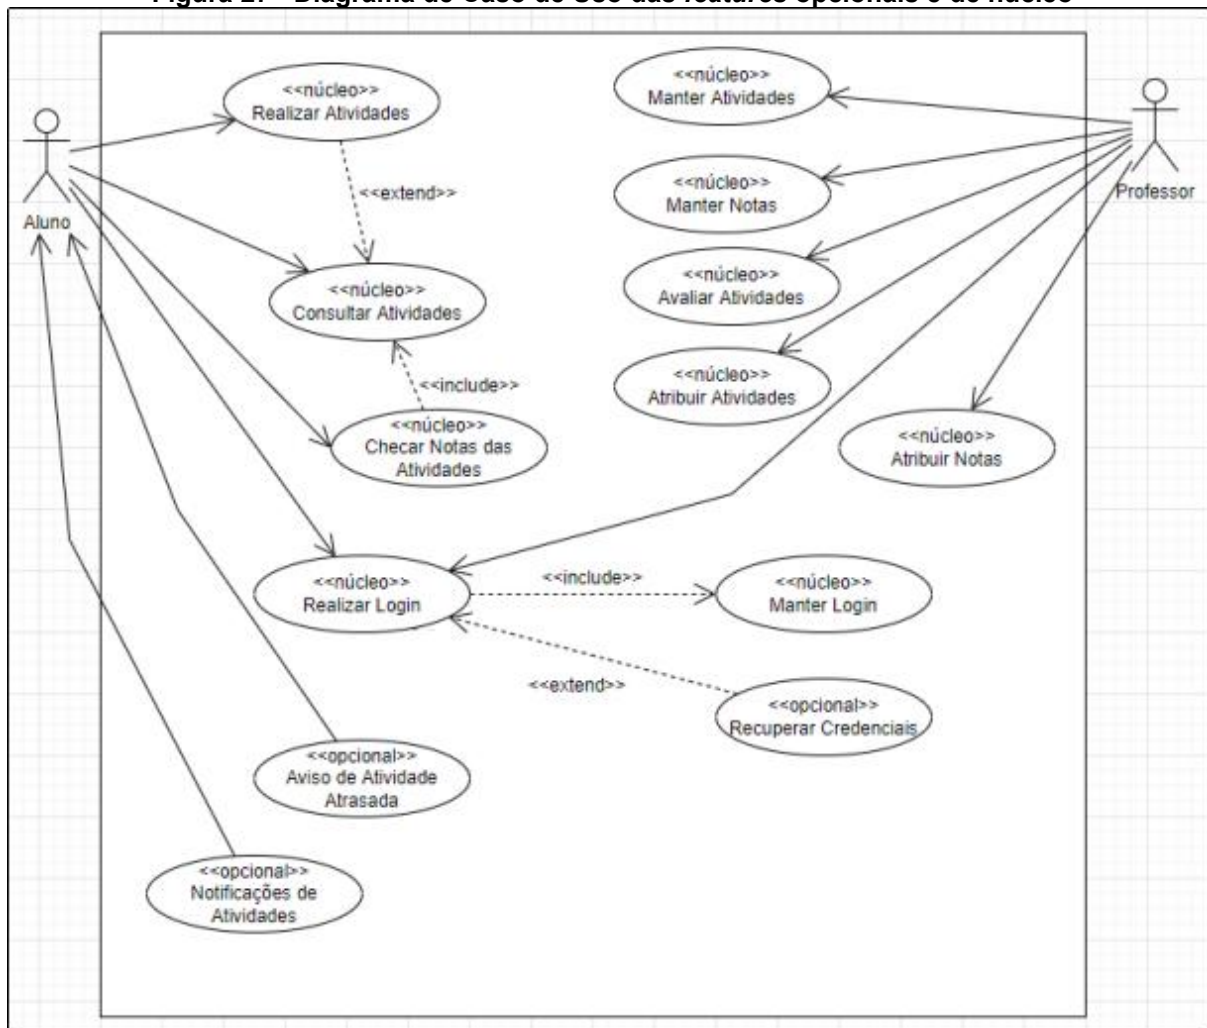 Figura 27 - Diagrama de Caso de Uso das features opcionais e de núcleo
<<núcleo>>
Realizar Atividades
<<núcleo>>
Manter Atividades
Aluno
Professor
<<extend>>
<<núcleo>>
Manter Notas
<<núcleo>>
Consultar Atividades
<<núcleo>>
Avaliar Atividades
<<include>>
<<núcleo>>
Atribuir Atividades
<<núcleo>>
Checar Notas das
Atividades
<<núcleo>>
Atribuir Notas
<<núcleo>>
Realizar Login
<<include>>
<<núcleo>>
Manter Login
<<extend>>
<<opcional>>
Recuperar Credenciais
<<opcional>>
Aviso de Atividade
Atrasada
<<opcional>>
Notificações de
Atividades